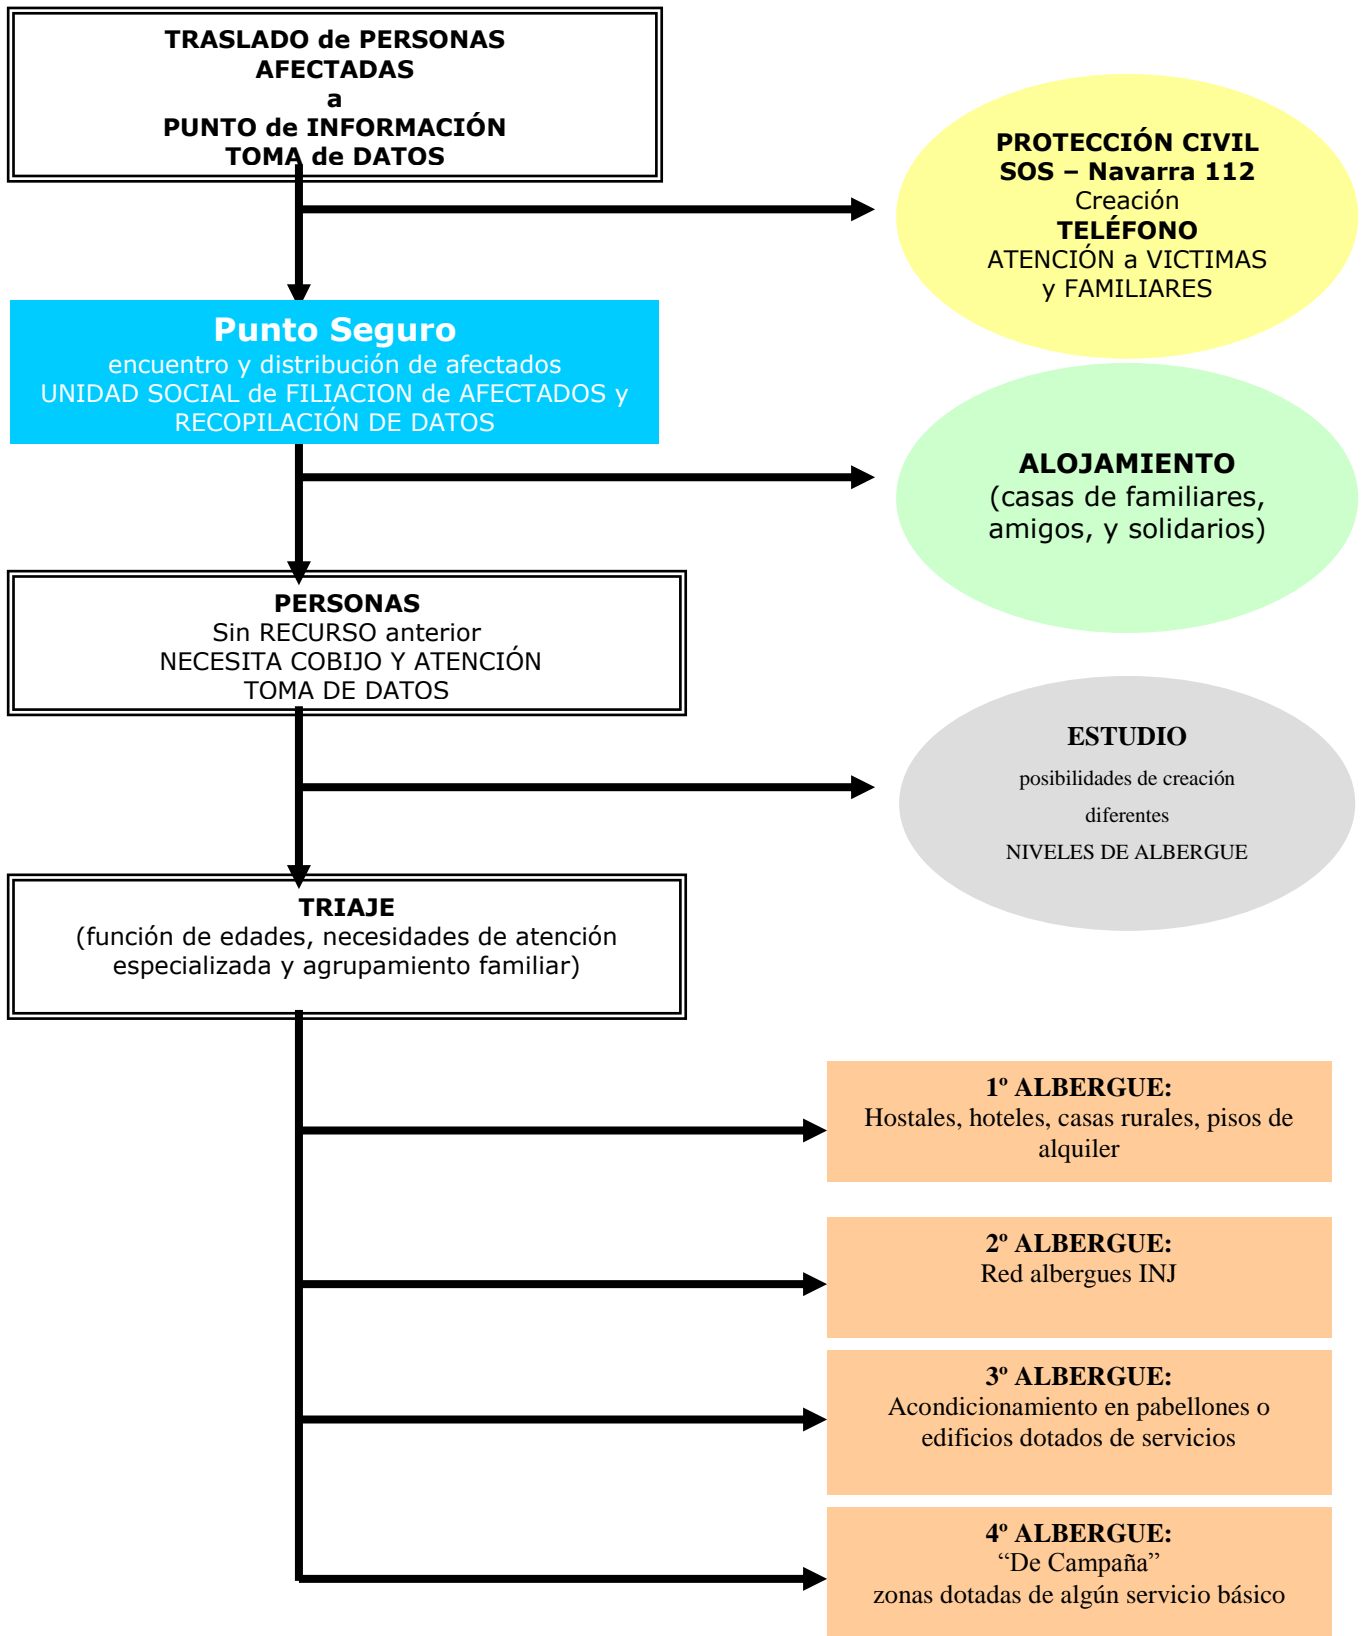 TRASLADO de PERSONAS
AFECTADAS
a
PUNTO de INFORMACIÓN
TOMA de DATOS
PROTECCIÓN CIVIL
SOS – Navarra 112
Creación
TELÉFONO
ATENCIÓN a VICTIMAS
y FAMILIARES
Punto Seguro
encuentro y distribución de afectados
UNIDAD SOCIAL de FILIACION de AFECTADOS y
RECOPILACIÓN DE DATOS
ALOJAMIENTO
(casas de familiares,
amigos, y solidarios)
PERSONAS
Sin RECURSO anterior
NECESITA COBIJO Y ATENCIÓN
TOMA DE DATOS
ESTUDIO
posibilidades de creación
diferentes
NIVELES DE ALBERGUE
TRIAJE
(función de edades, necesidades de atención
especializada y agrupamiento familiar)
1º ALBERGUE:
Hostales, hoteles, casas rurales, pisos de
alquiler
2º ALBERGUE:
Red albergues INJ
3º ALBERGUE:
Acondicionamiento en pabellones o
edificios dotados de servicios
4º ALBERGUE:
“De Campaña”
zonas dotadas de algún servicio básico